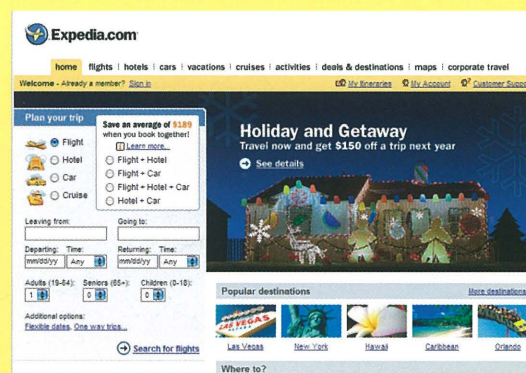 Expedia.com
home flights hotels cars vacations cruises activities deals & destinations maps corporate travel
Welcome - Already a member? Sign in My Itineraries My Account Customer Support
Plan your trip
Flight
Hotel
Car
Cruise
Save an average of $189
when you book together!
Learn more...
Flight + Hotel
Flight + Car
Flight + Hotel + Car
Hotel + Car
Leaving from: Going to:
Departing: Time: Returning: Time:
mm/dd/yy Any mm/dd/yy Any
Adults (19-64): Seniors (65+): Children (0-18):
1 0 0
Additional options:
Flexible dates, One way trips...
Search for flights
Holiday and Getaway
Travel now and get $150 off a trip next year
See details
Popular destinations More destinations
LAS VEGAS
Las Vegas New York Hawaii Caribbean Orlando
Where to?